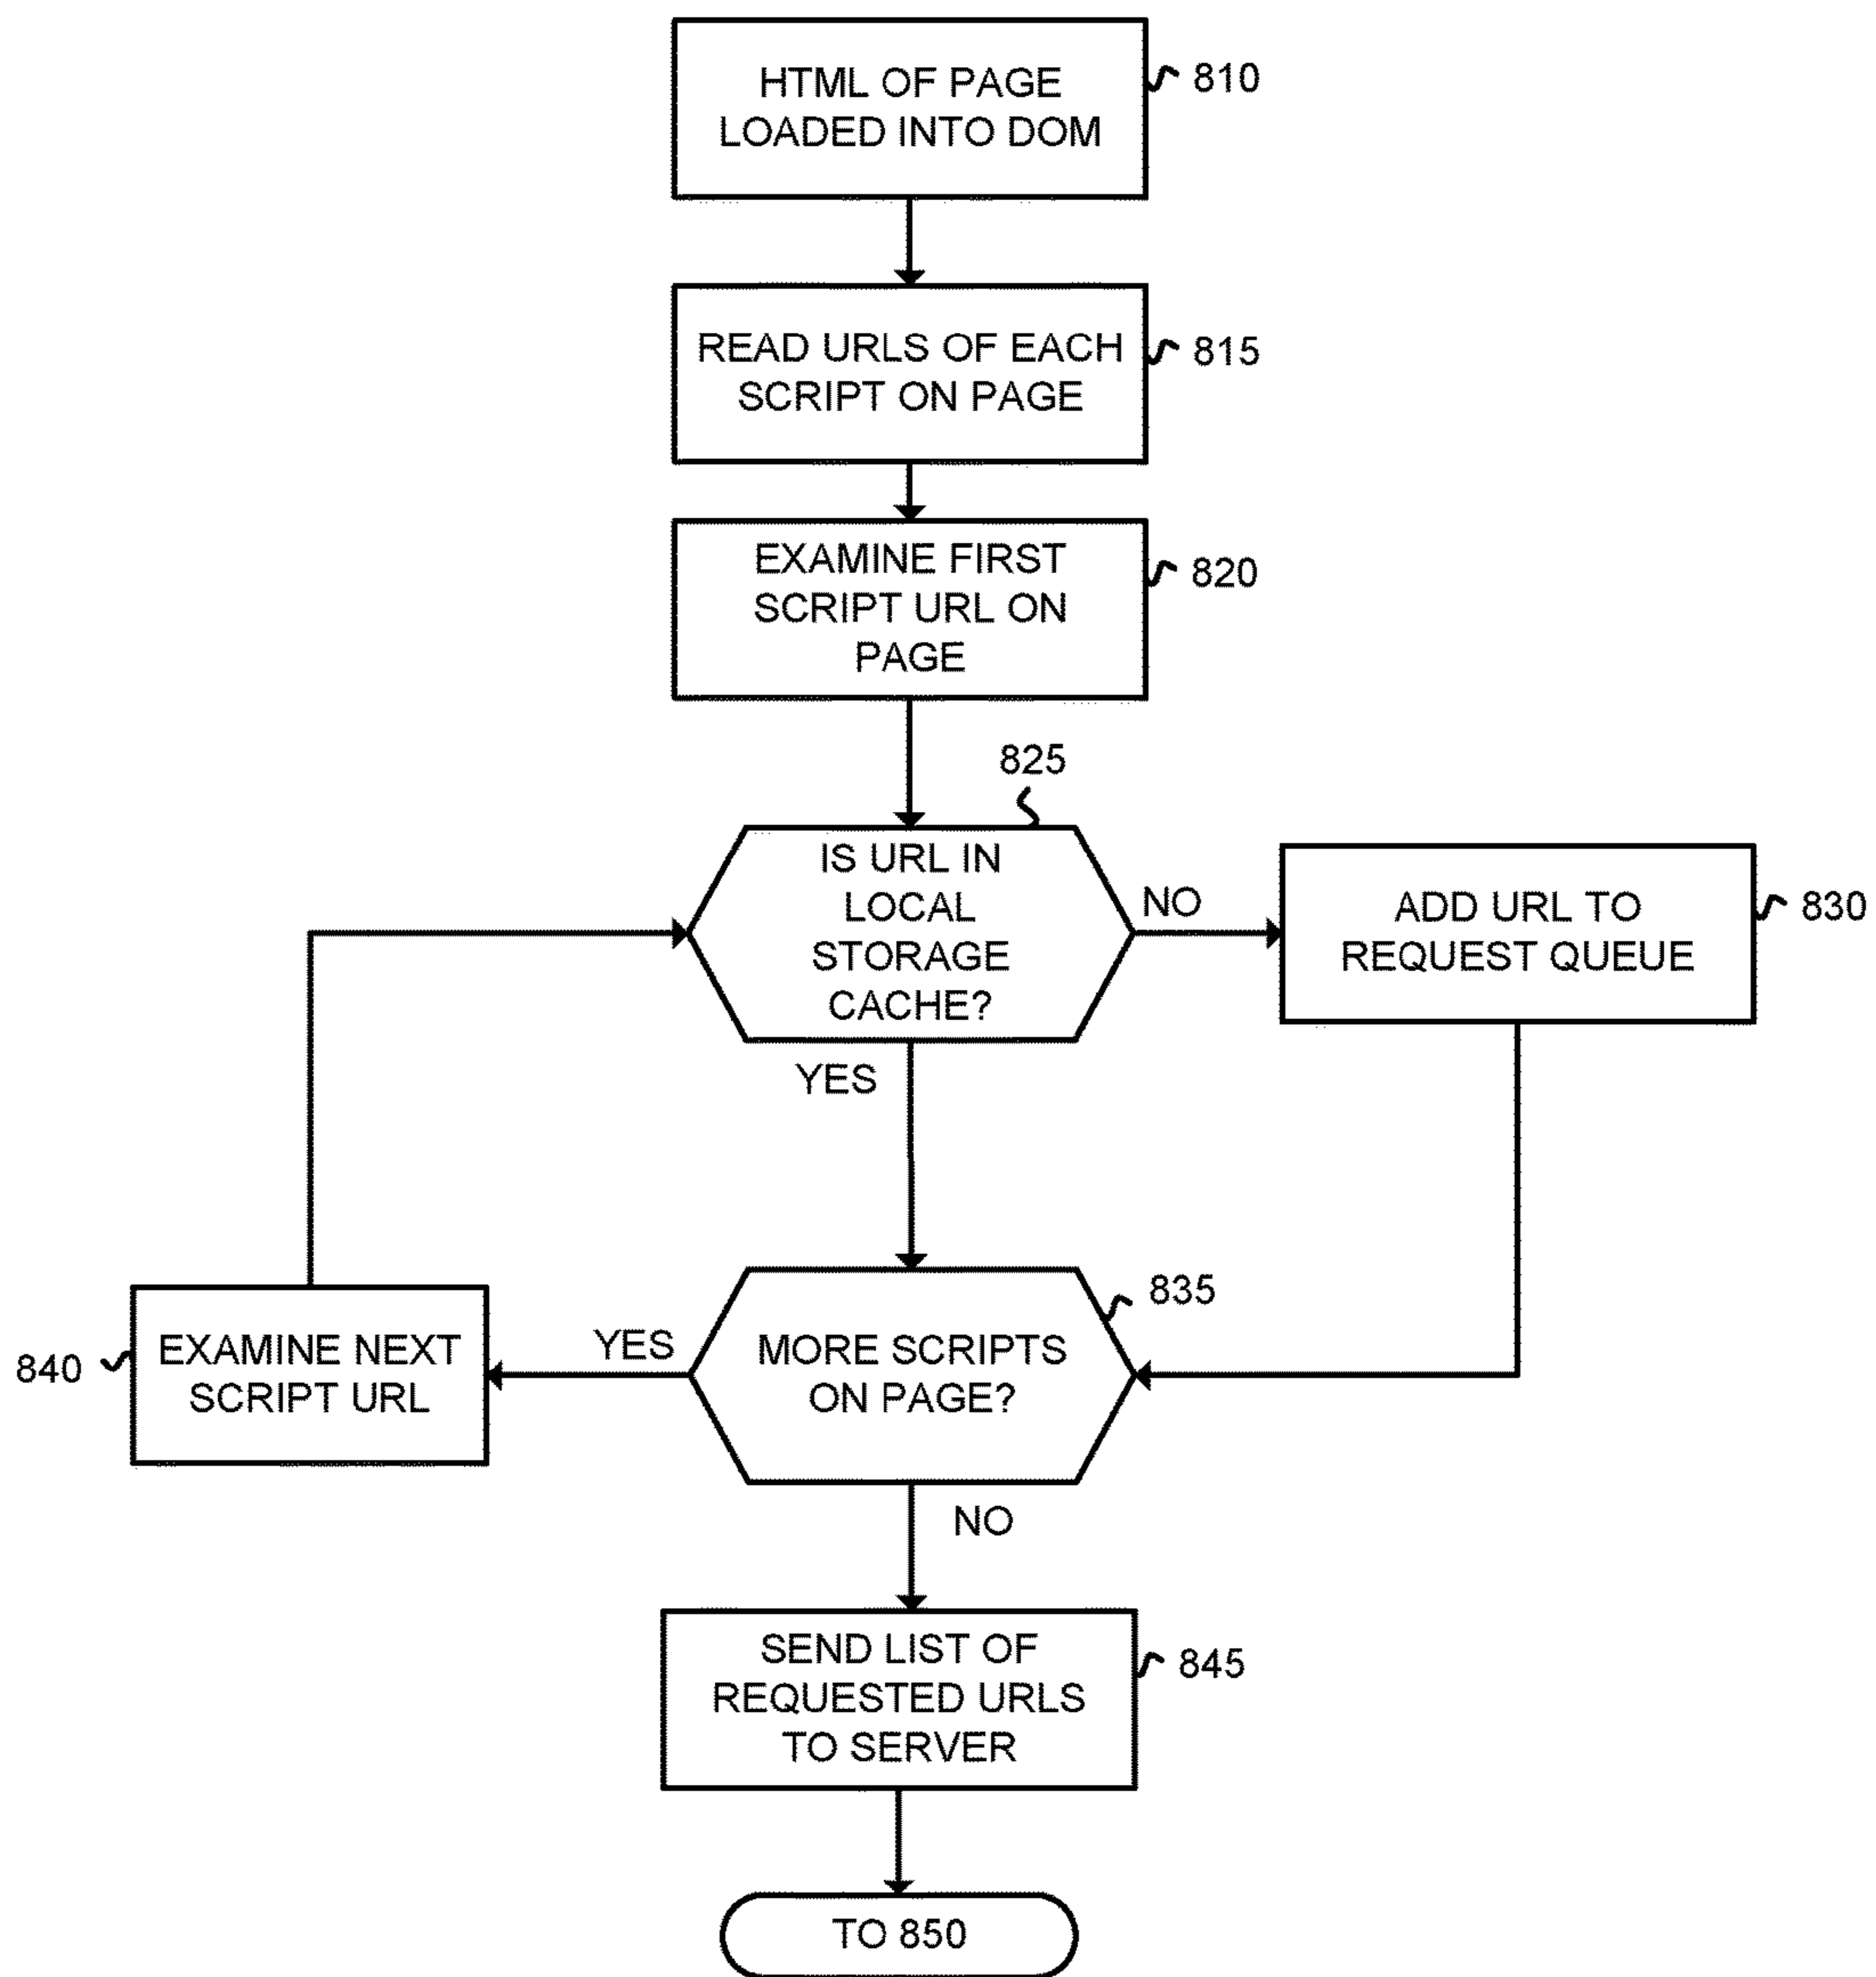 HTML OF PAGE
LOADED INTO DOM
810
READ URLS OF EACH
SCRIPT ON PAGE
815
EXAMINE FIRST
SCRIPT URL ON
PAGE
820
825
IS URL IN
LOCAL
STORAGE
CACHE?
NO
ADD URL TO
REQUEST QUEUE
830
YES
835
MORE SCRIPTS
ON PAGE?
YES
EXAMINE NEXT
SCRIPT URL
840
NO
SEND LIST OF
REQUESTED URLS
TO SERVER
845
TO 850